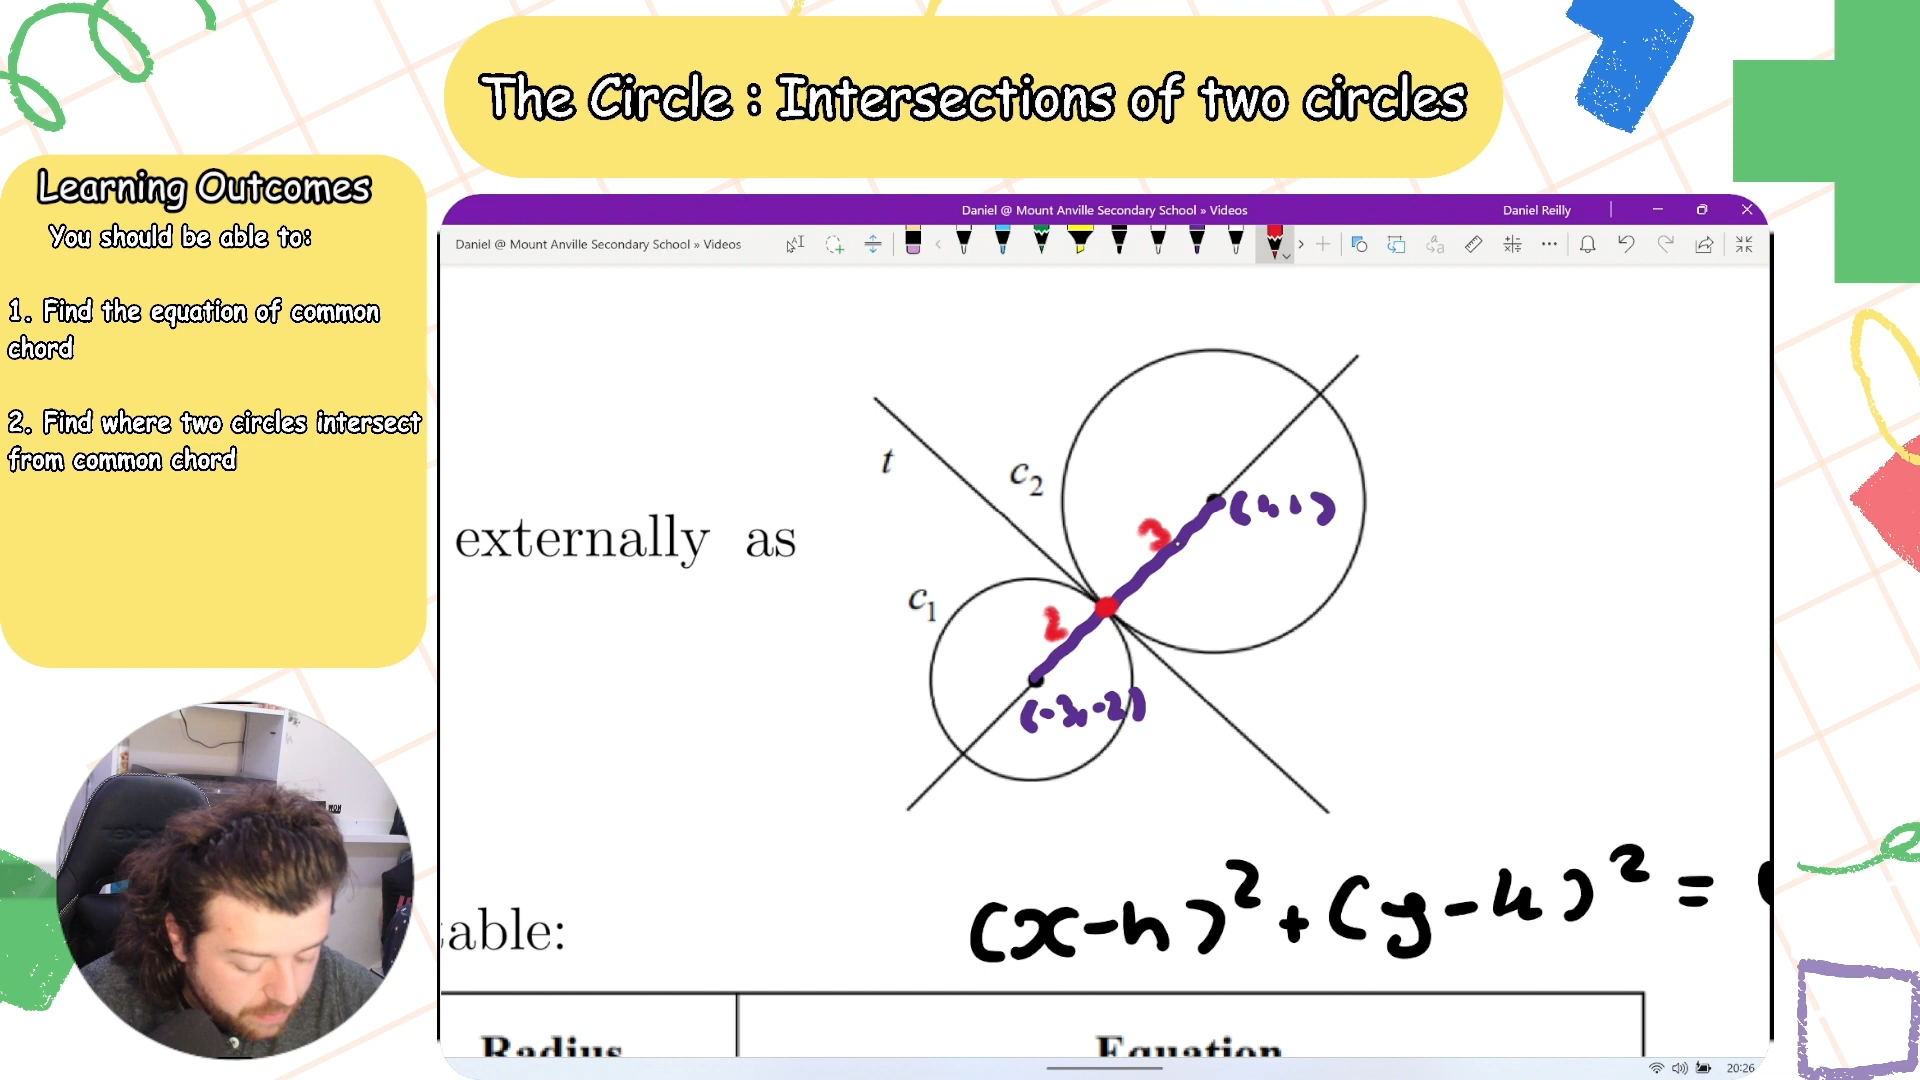 The Circle : Intersections of two circles
Learning Outcomes
You should be able to:
1. Find the equation of common
chord
2. Find where two circles intersect
from common chord
Daniel @ Mount Anville Secondary School » Videos
Daniel Reilly
Daniel @ Mount Anville Secondary School » Videos
t
c2
3
externally as
c1
2
(-3,-2)
(x-h)²+(y-k)²=
table:
Radius
Equation
20:26